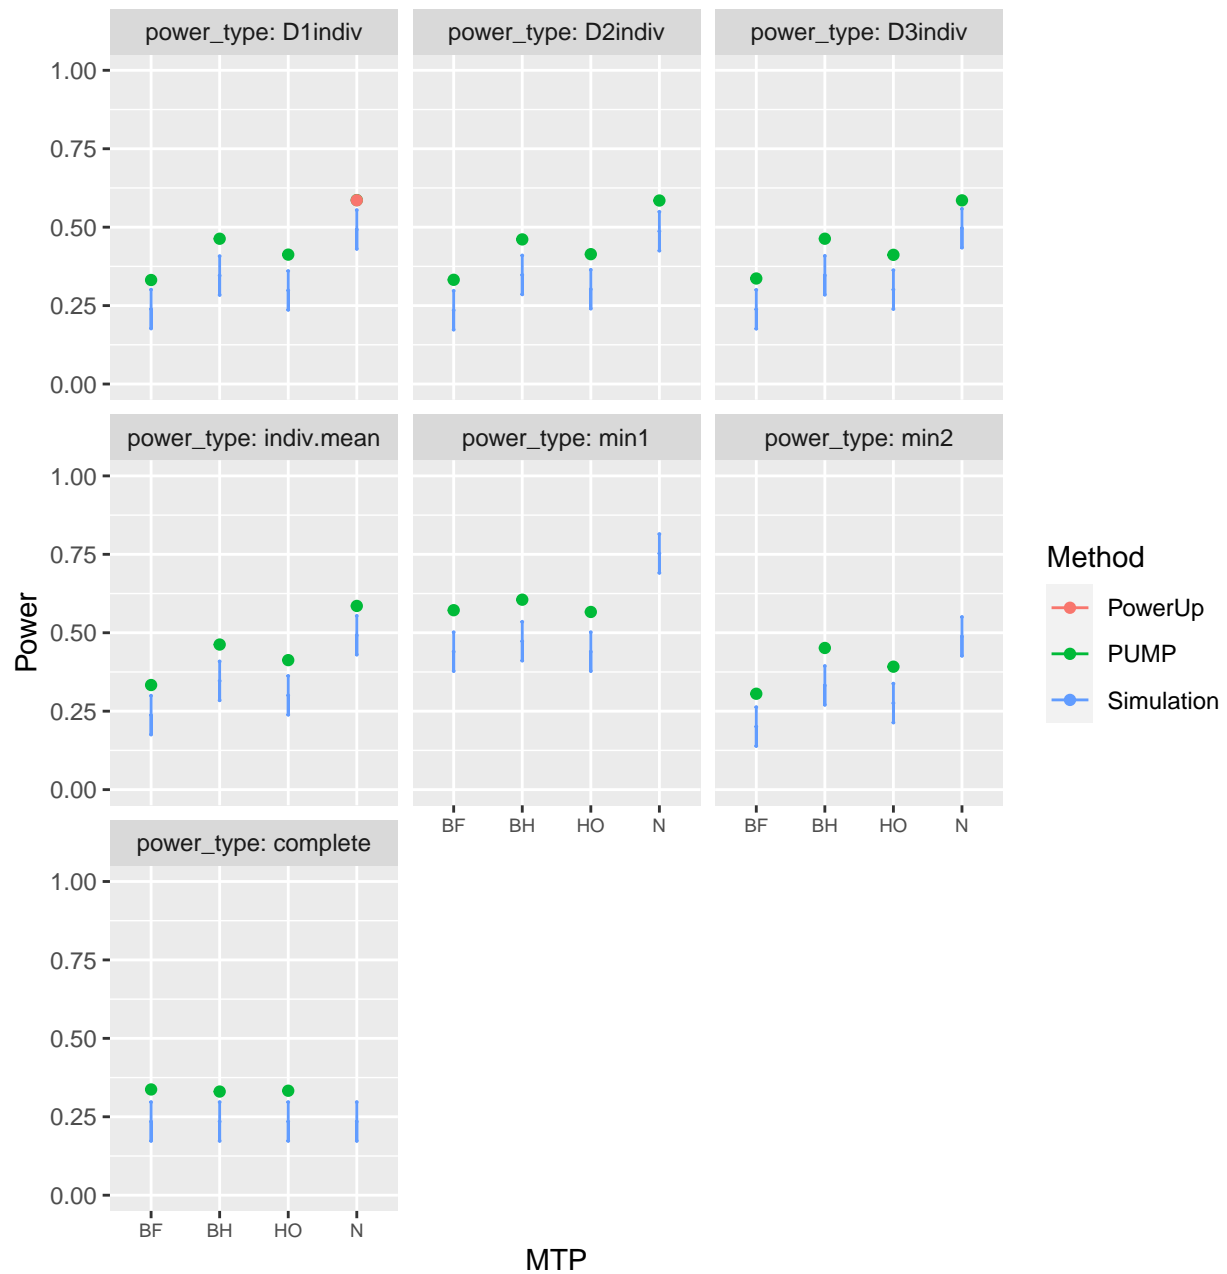 power_type: D1indiv
power_type: D2indiv
power_type: D3indiv
1.00
0.75
0.50
0.25
0.00
power_type: indiv.mean
power_type: min1
power_type: min2
1.00
0.75
0.50
0.25
0.00
BF BH HO N
BF BH HO N
power_type: complete
1.00
0.75
0.50
0.25
0.00
BF BH HO N
Power
MTP
Method
PowerUp
PUMP
Simulation